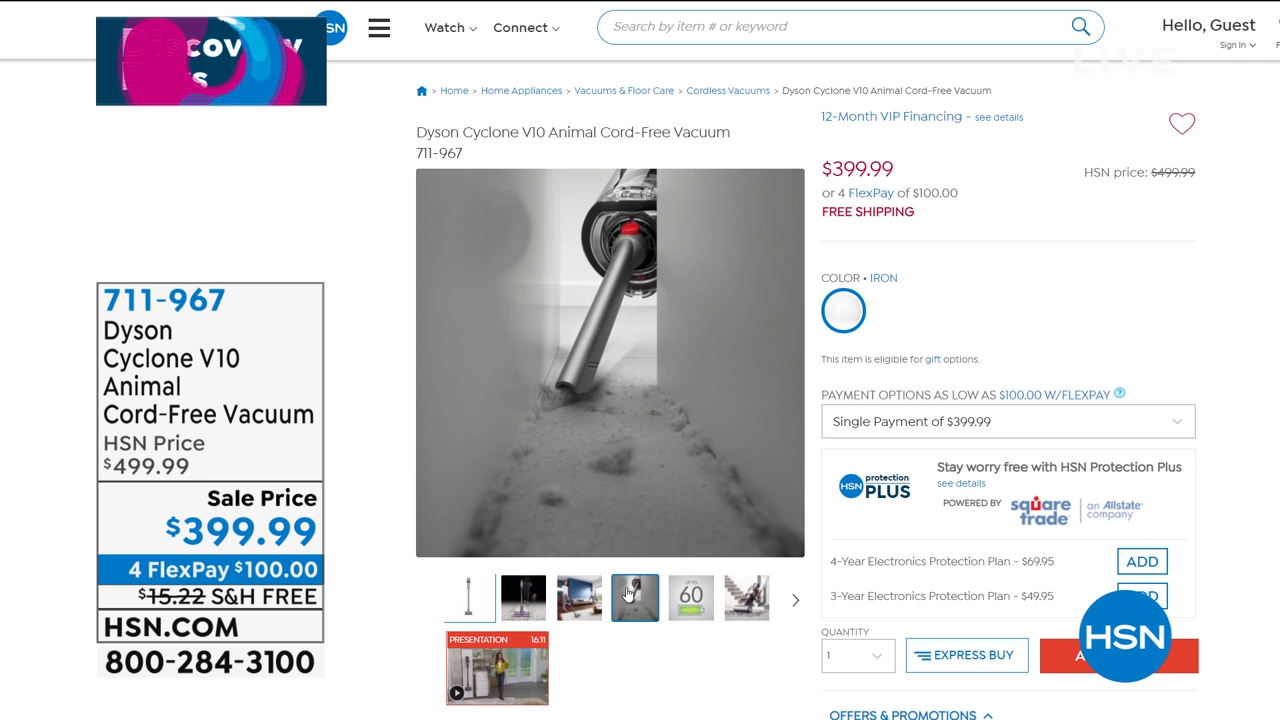 COV Y
S
SN
Watch
Connect
Search by item # or keyword
Hello, Guest
Sign In
LIVE
> Home > Home Appliances > Vacuums & Floor Care > Cordless Vacuums > Dyson Cyclone V10 Animal Cord-Free Vacuum
12-Month VIP Financing - see details
Dyson Cyclone V10 Animal Cord-Free Vacuum
711-967
$399.99
HSN price: $499.99
or 4 FlexPay of $100.00
FREE SHIPPING
COLOR • IRON
This item is eligible for gift options.
PAYMENT OPTIONS AS LOW AS $100.00 W/FLEXPAY ?
Single Payment of $399.99
HSN protection PLUS
Stay worry free with HSN Protection Plus
see details
POWERED BY square trade an Allstate company
4-Year Electronics Protection Plan - $69.95
ADD
3-Year Electronics Protection Plan - $49.95
QUANTITY
1
EXPRESS BUY
HSN
OFFERS & PROMOTIONS
UP TO
60
PRESENTATION 16:11
711-967
Dyson
Cyclone V10
Animal
Cord-Free Vacuum
HSN Price
$499.99
Sale Price
$399.99
4 FlexPay $100.00
$15.22 S&H FREE
HSN.COM
800-284-3100